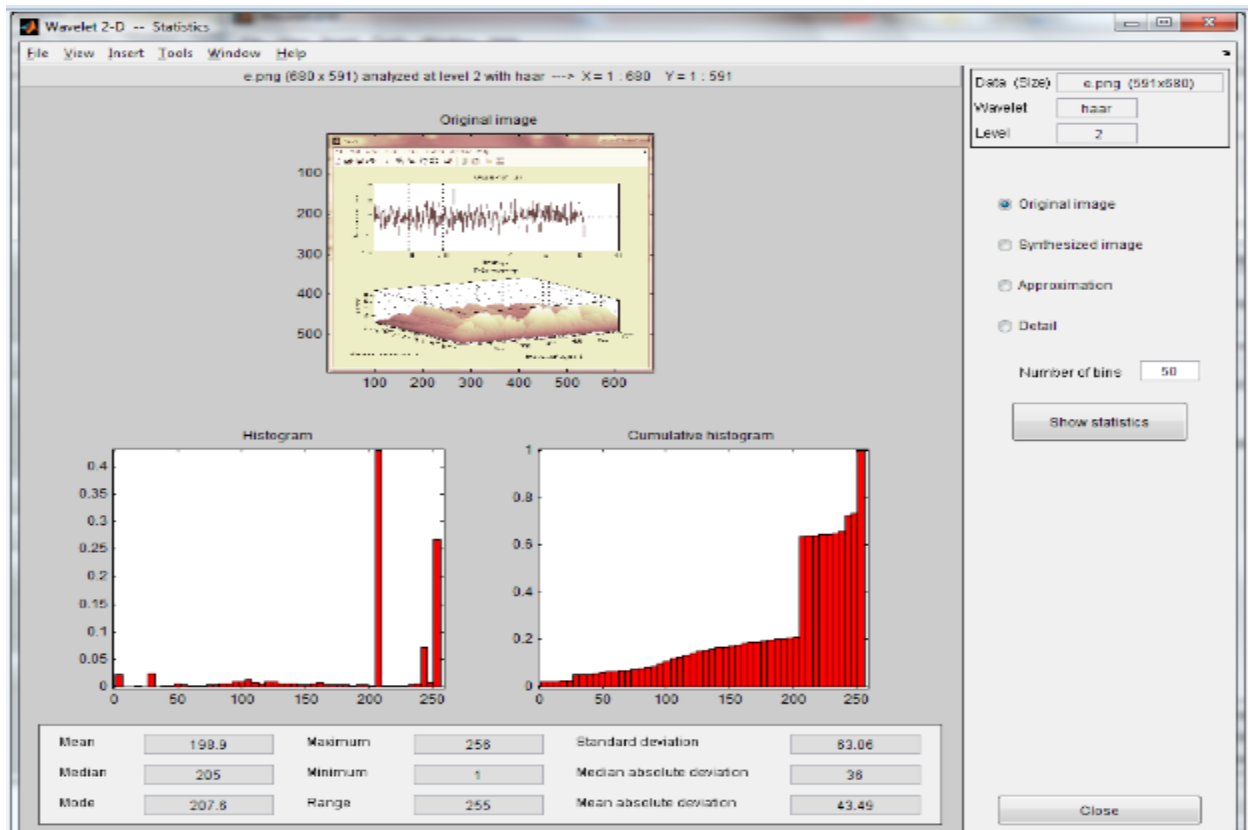 Wavelet 2-D -- Statistics
File View Insert Tools Window Help
e.png (680 x 591) analyzed at level 2 with haar ---> X = 1 : 680 Y = 1 : 591
Data (Size) e.png (591x680)
Wavelet haar
Level 2
Original image
100
200
300
400
500
100 200 300 400 500 600
Original image
Synthesized image
Approximation
Detail
Number of bins 50
Show statistics
Histogram
0.4
0.35
0.3
0.25
0.2
0.15
0.1
0.05
0
0 50 100 150 200 250
Cumulative histogram
1
0.8
0.6
0.4
0.2
0
0 50 100 150 200 250
Mean 198.9 Maximum 256 Standard deviation 63.06
Median 205 Minimum 1 Median absolute deviation 36
Mode 207.6 Range 255 Mean absolute deviation 43.49
Close